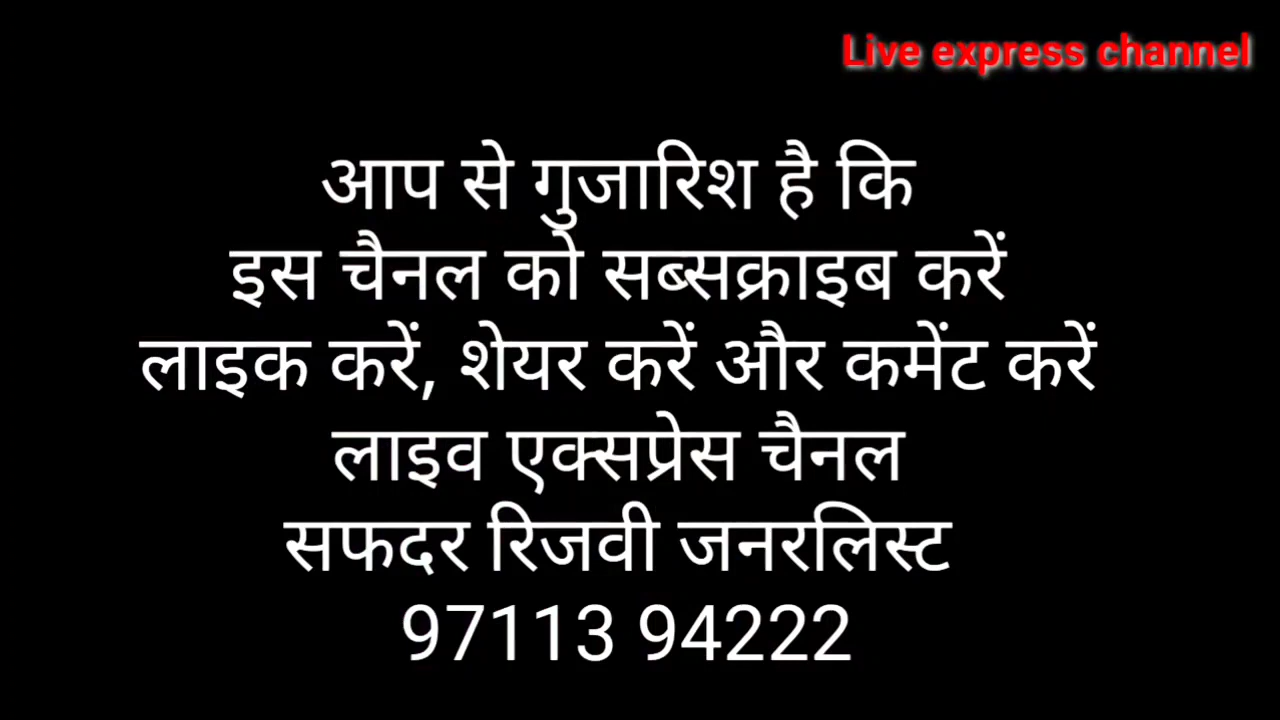 Live express channel
आप से गुजारिश है कि
इस चैनल को सब्सक्राइब करें
लाइक करें, शेयर करें और कमेंट करें
लाइव एक्सप्रेस चैनल
सफदर रिजवी जनरलिस्ट
97113 94222